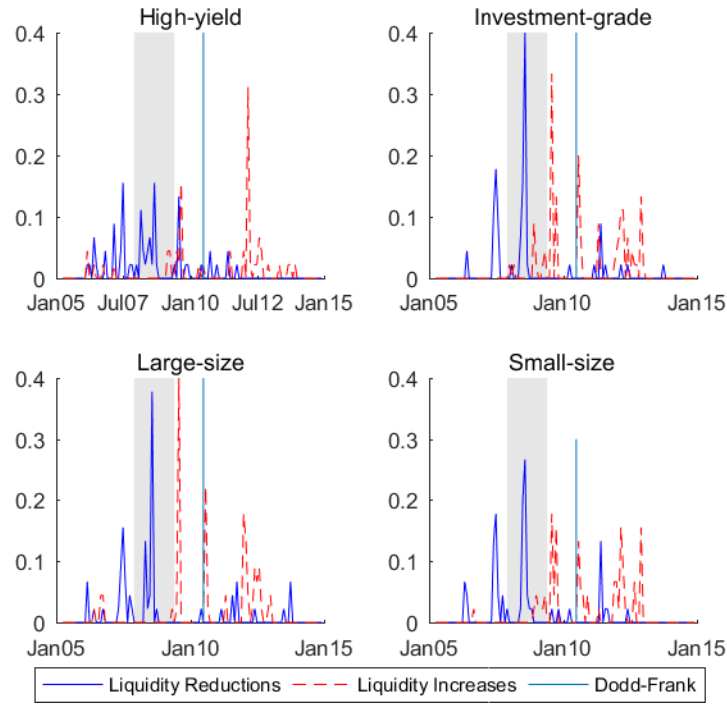 High-yield
0.4
0.3
0.2
0.1
0
Jan05 Jul07 Jan10 Jul12 Jan15
Investment-grade
0.4
0.3
0.2
0.1
0
Jan05 Jan10 Jan15
Large-size
0.4
0.3
0.2
0.1
0
Jan05 Jan10 Jan15
Small-size
0.4
0.3
0.2
0.1
0
Jan05 Jan10 Jan15
Liquidity Reductions Liquidity Increases Dodd-Frank